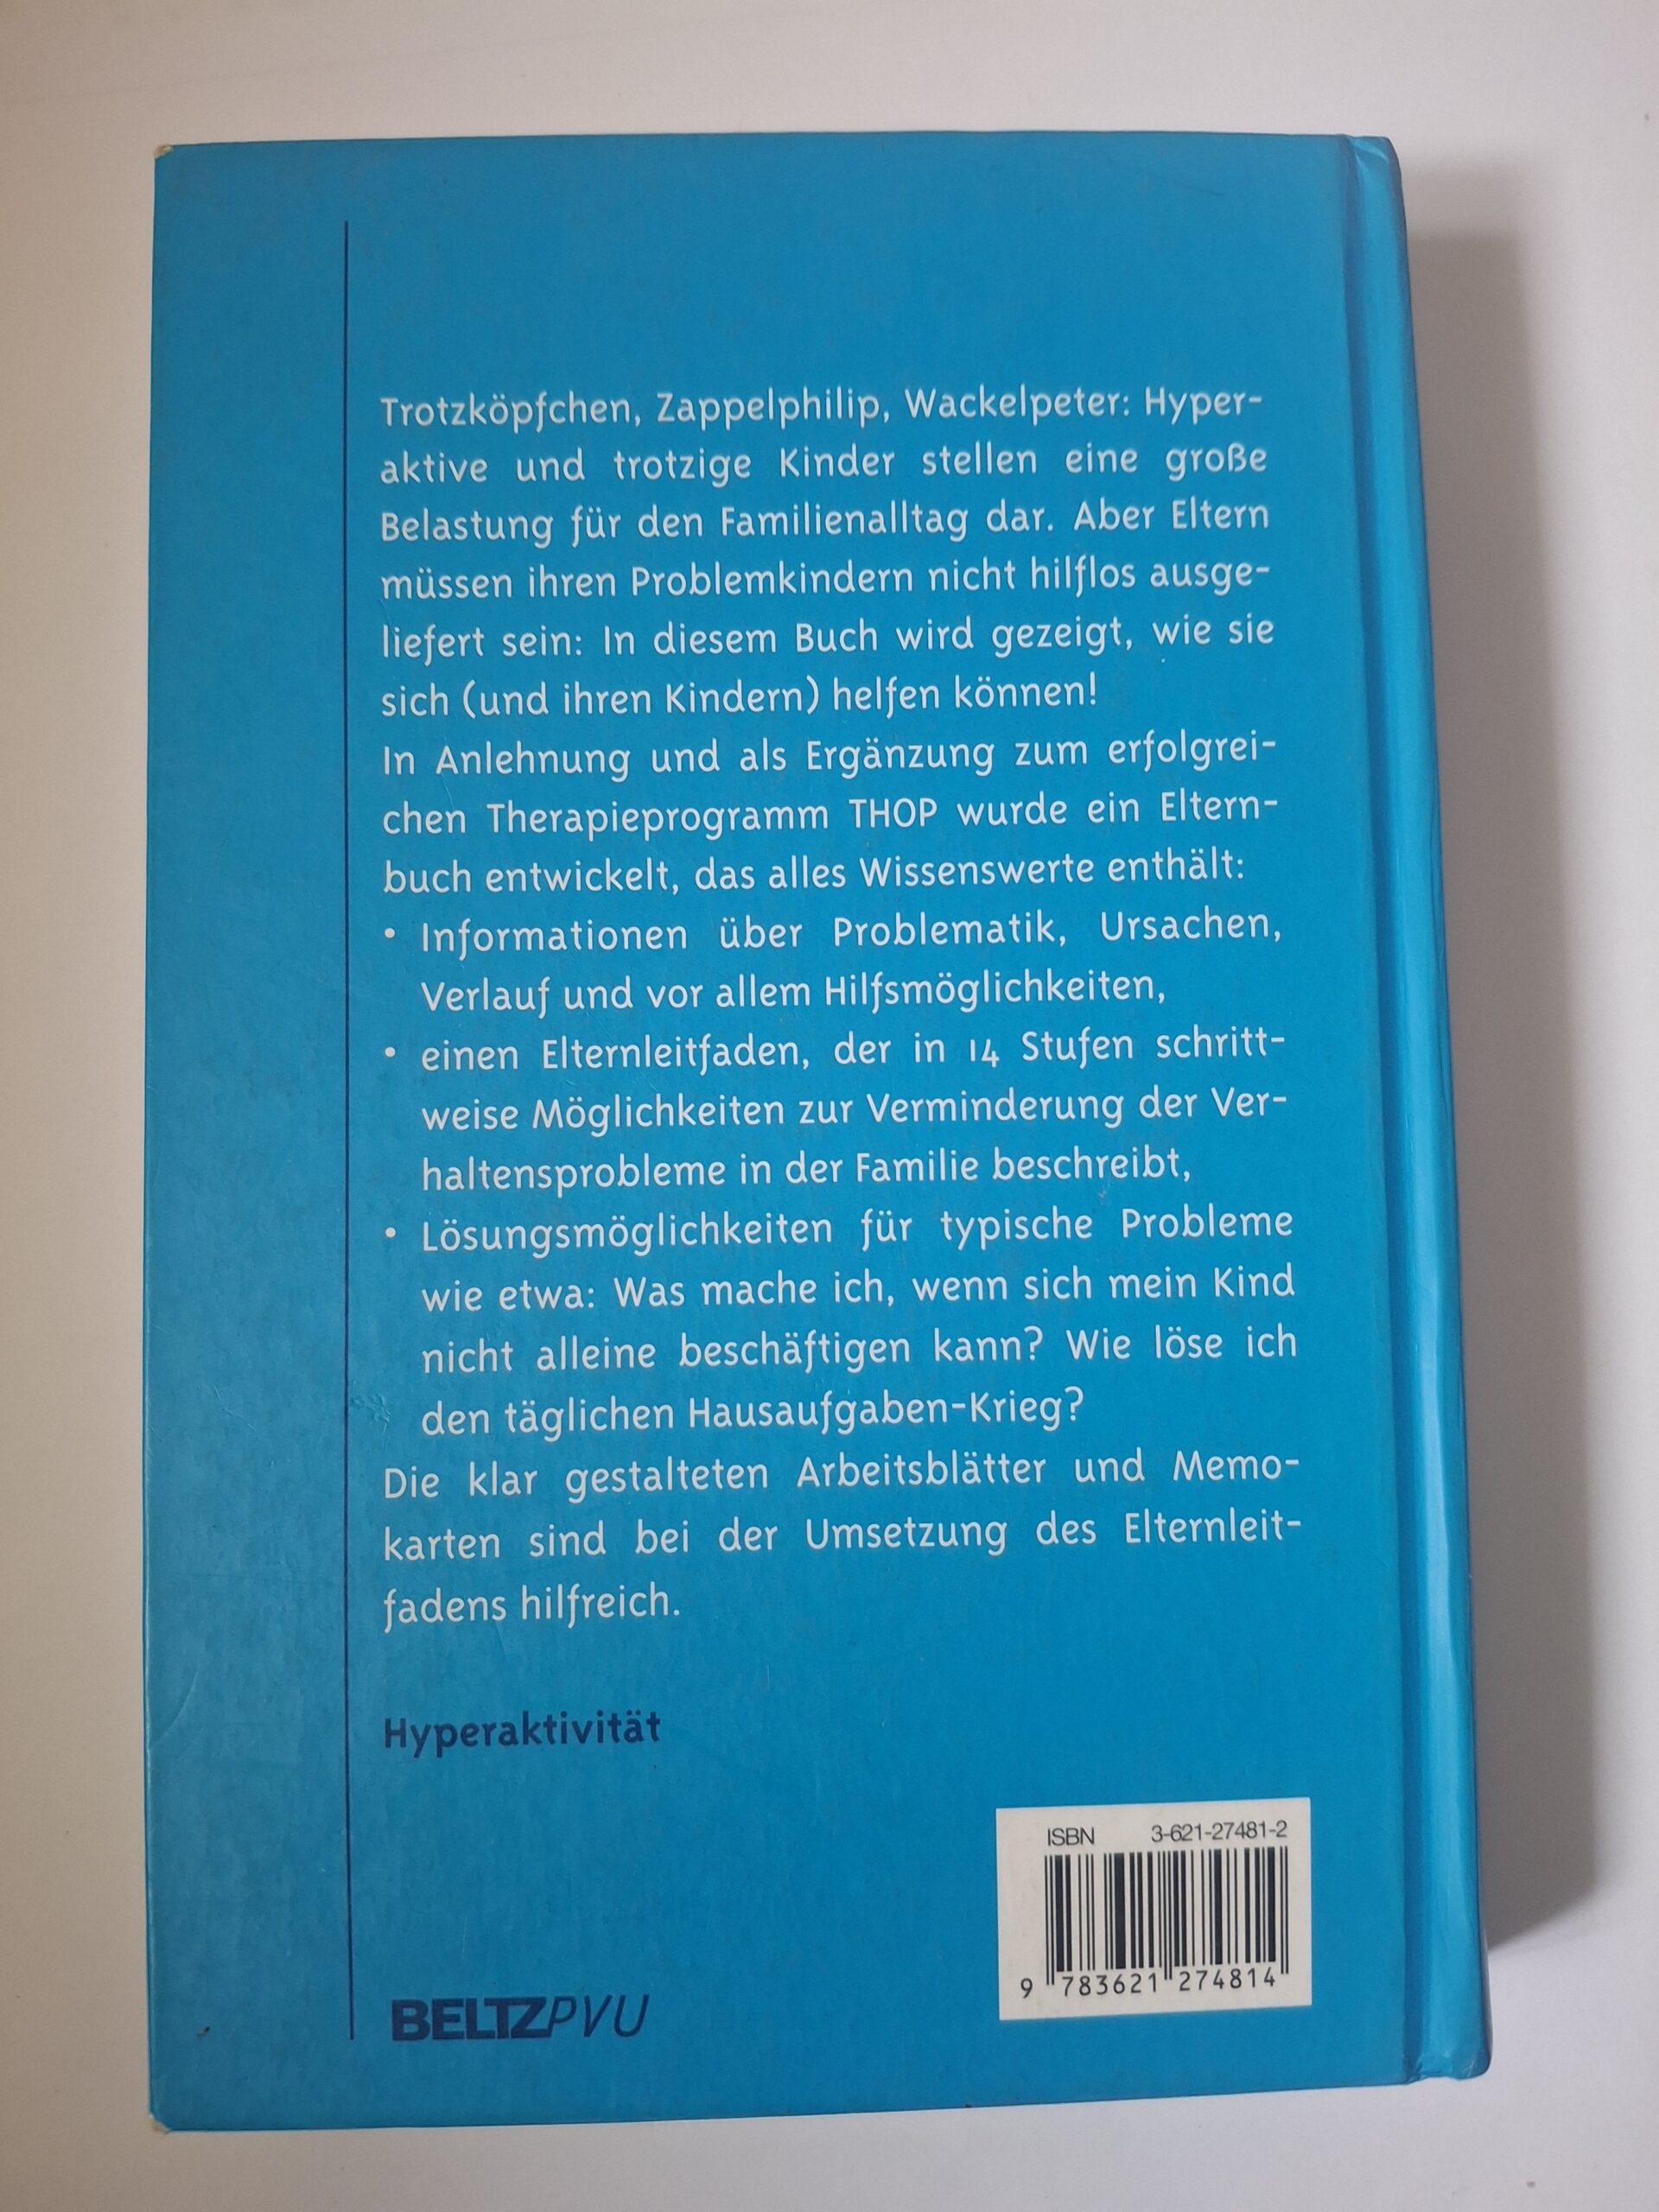 Trotzköpfchen, Zappelphilip, Wackelpeter: Hyper-
aktive und trotzige Kinder stellen eine große
Belastung für den Familienalltag dar. Aber Eltern
müssen ihren Problemkindern nicht hilflos ausge-
liefert sein: In diesem Buch wird gezeigt, wie sie
sich (und ihren Kindern) helfen können!
In Anlehnung und als Ergänzung zum erfolgrei-
chen Therapieprogramm THOP wurde ein Eltern-
buch entwickelt, das alles Wissenswerte enthält:
• Informationen über Problematik, Ursachen,
Verlauf und vor allem Hilfsmöglichkeiten,
• einen Elternleitfaden, der in 14 Stufen schritt-
weise Möglichkeiten zur Verminderung der Ver-
haltensprobleme in der Familie beschreibt,
• Lösungsmöglichkeiten für typische Probleme
wie etwa: Was mache ich, wenn sich mein Kind
nicht alleine beschäftigen kann? Wie löse ich
den täglichen Hausaufgaben-Krieg?
Die klar gestalteten Arbeitsblätter und Memo-
karten sind bei der Umsetzung des Elternleit-
fadens hilfreich.
Hyperaktivität
ISBN 3-621-27481-2
9 783621 274814
BELTZPVU